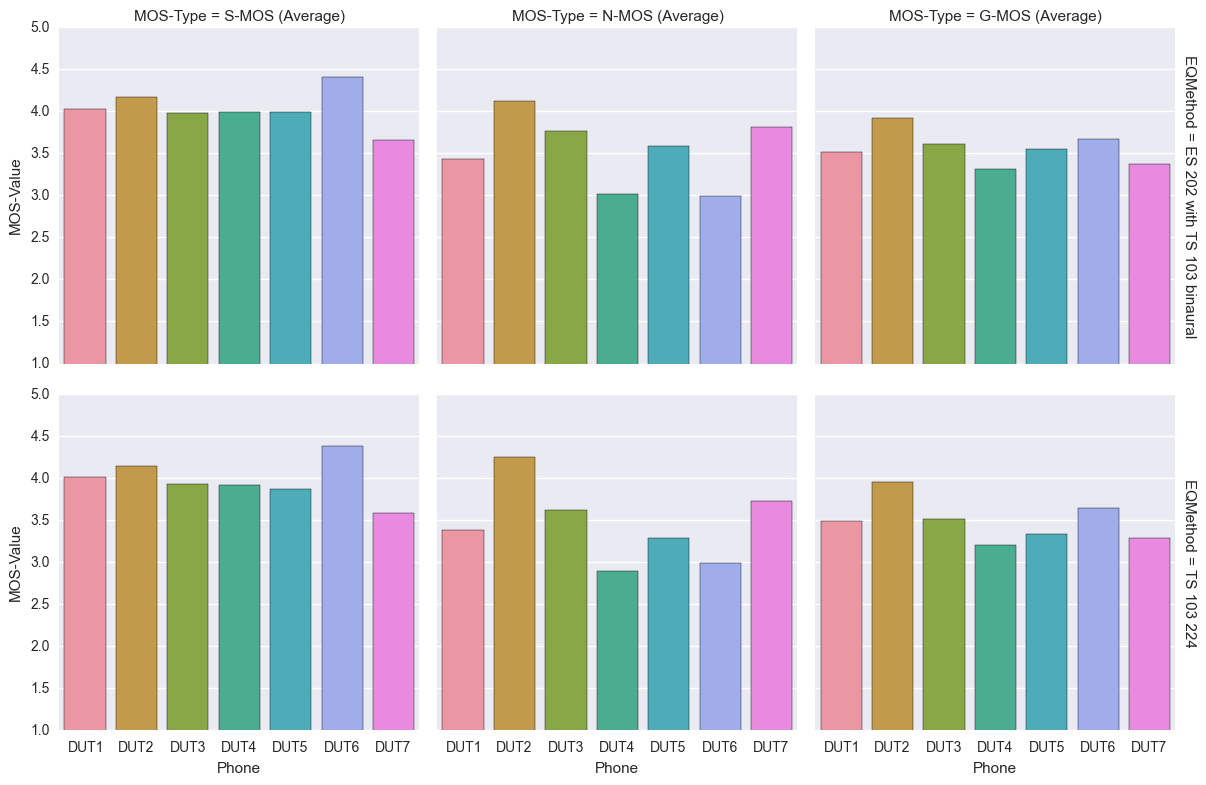 MOS-Type = S-MOS (Average)
MOS-Type = N-MOS (Average)
MOS-Type = G-MOS (Average)
MOS-Value
5.0
4.5
4.0
3.5
3.0
2.5
2.0
1.5
1.0
EQMethod = ES 202 with TS 103 binaural
MOS-Value
5.0
4.5
4.0
3.5
3.0
2.5
2.0
1.5
1.0
EQMethod = TS 103 224
DUT1 DUT2 DUT3 DUT4 DUT5 DUT6 DUT7
DUT1 DUT2 DUT3 DUT4 DUT5 DUT6 DUT7
DUT1 DUT2 DUT3 DUT4 DUT5 DUT6 DUT7
Phone
Phone
Phone